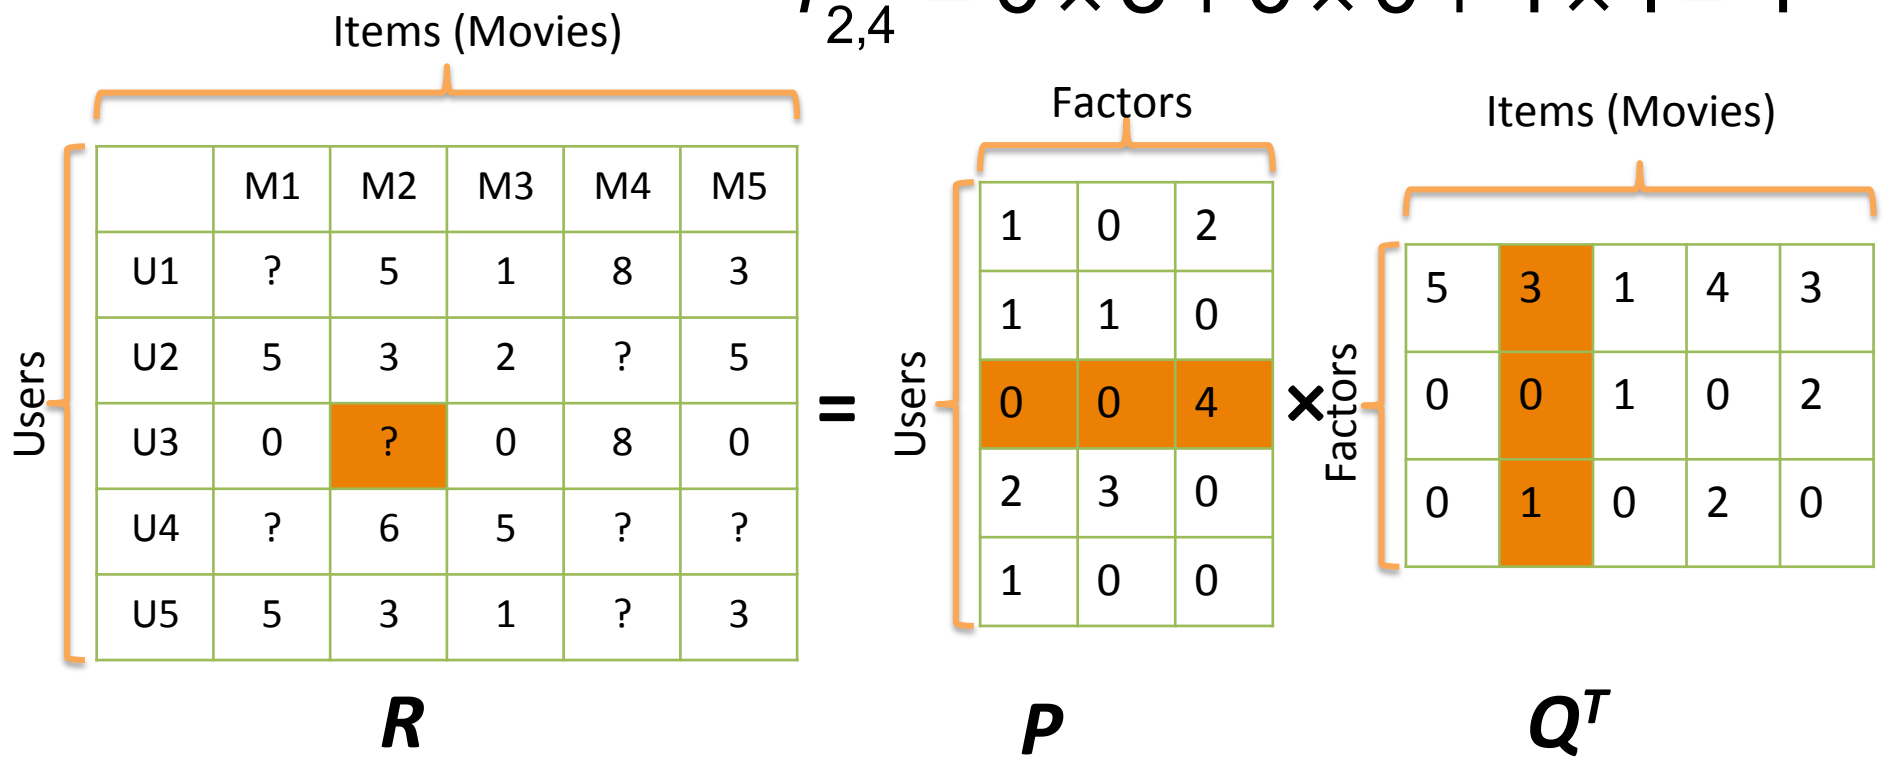 2,4
Items (Movies)
Factors
Items (Movies)
M1 M2 M3 M4 M5
U1 ? 5 1 8 3
U2 5 3 2 ? 5
U3 0 ? 0 8 0
U4 ? 6 5 ? ?
U5 5 3 1 ? 3
Users
=
Users
1 0 2
1 1 0
0 0 4
2 3 0
1 0 0
×
Factors
5 3 1 4 3
0 0 1 0 2
0 1 0 2 0
R
P
Qᵀ